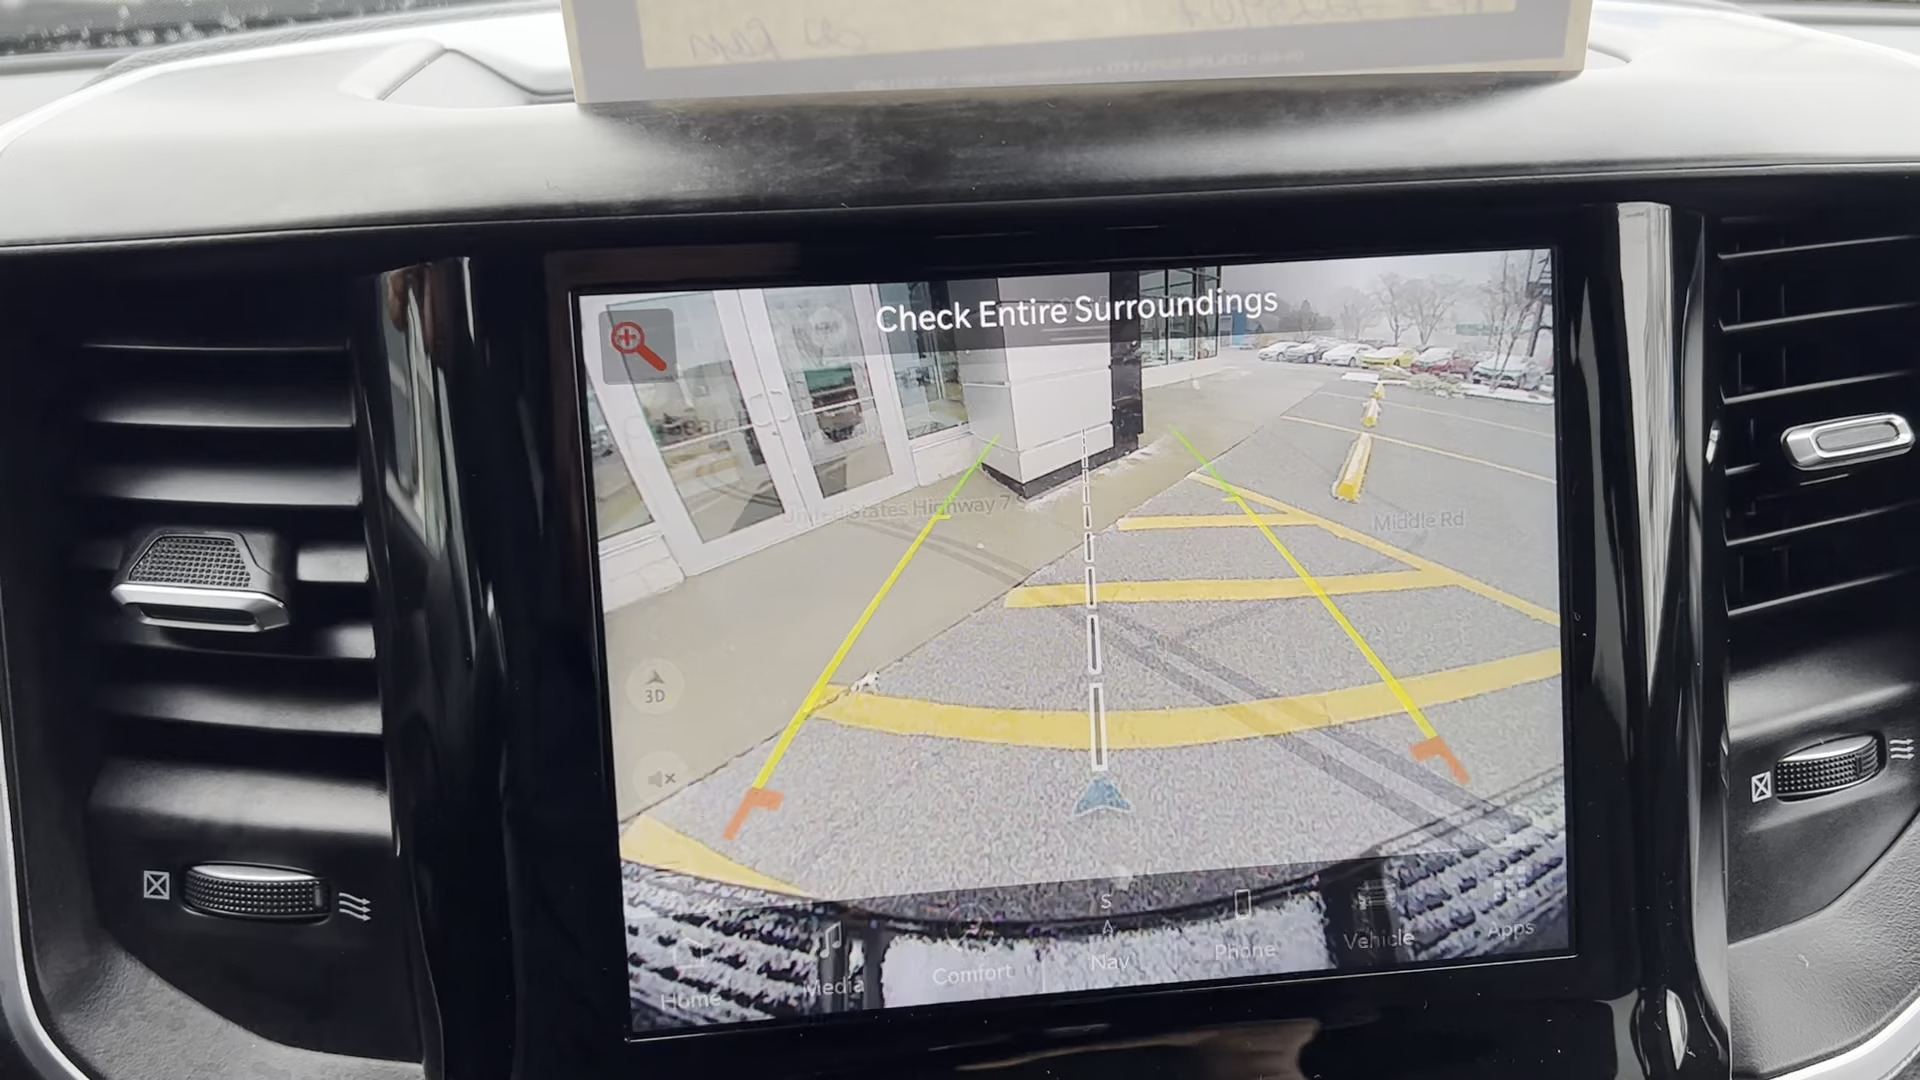 Check Entire Surroundings
United States Highway 7
Middle Rd
3D
S
Home
Media
Comfort
Nav
Phone
Vehicle
Apps